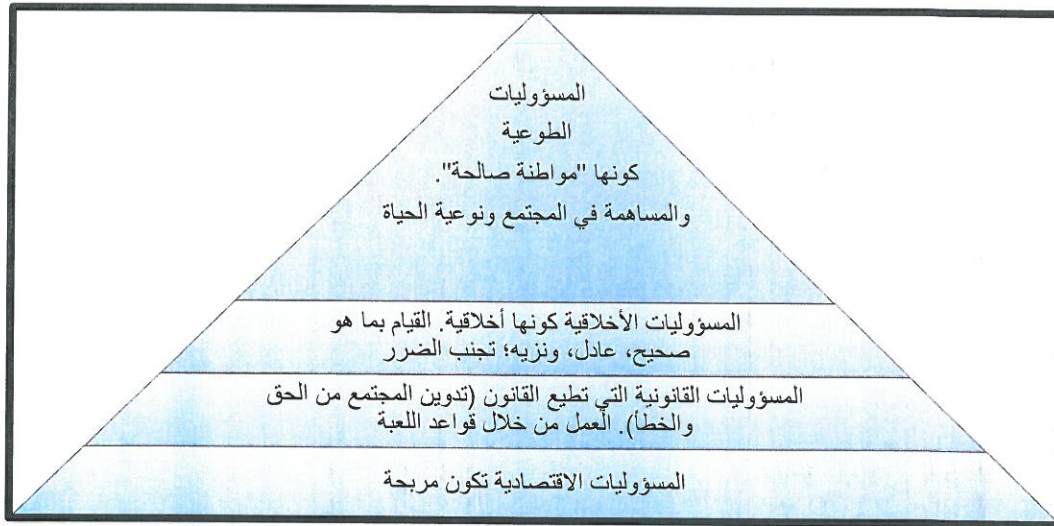 المسؤوليات
الطوعية
كونها "مواطنة صالحة".
والمساهمة في المجتمع ونوعية الحياة
المسؤوليات الأخلاقية كونها أخلاقية. القيام بما هو
صحيح، عادل، ونزيه؛ تجنب الضرر
المسؤوليات القانونية التي تطيع القانون (تدوين المجتمع من الحق
والخطأ). العمل من خلال قواعد اللعبة
المسؤوليات الاقتصادية تكون مربحة